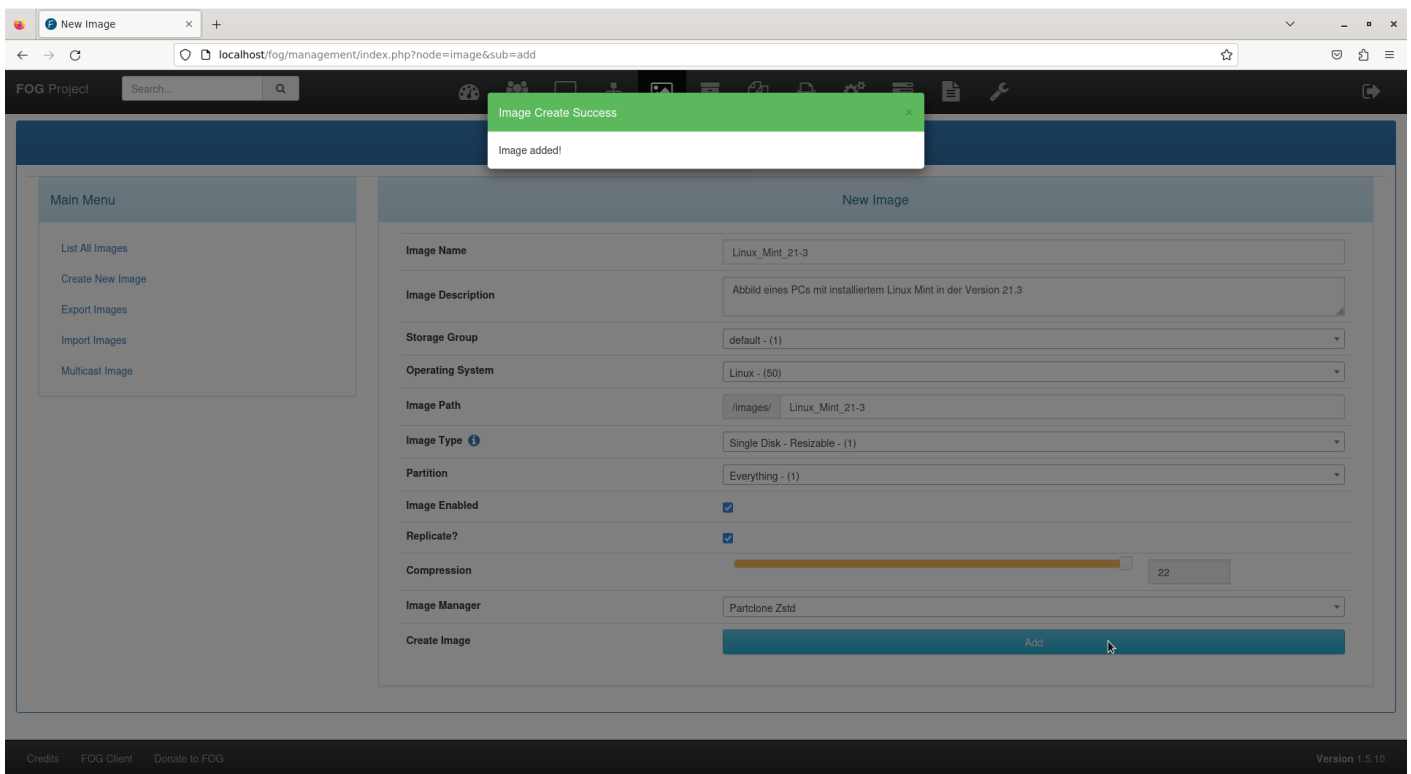 New Image
localhost/fog/management/index.php?node=image&sub=add
FOG Project
Search...
Image Create Success
Image added!
Main Menu
List All Images
Create New Image
Export Images
Import Images
Multicast Image
New Image
Image Name
Linux_Mint_21-3
Image Description
Abbild eines PCs mit installiertem Linux Mint in der Version 21.3
Storage Group
default - (1)
Operating System
Linux - (50)
Image Path
/images/ Linux_Mint_21-3
Image Type
Single Disk - Resizable - (1)
Partition
Everything - (1)
Image Enabled
Replicate?
Compression
22
Image Manager
Partclone Zstd
Create Image
Add
Credits FOG Client Donate to FOG
Version 1.5.10